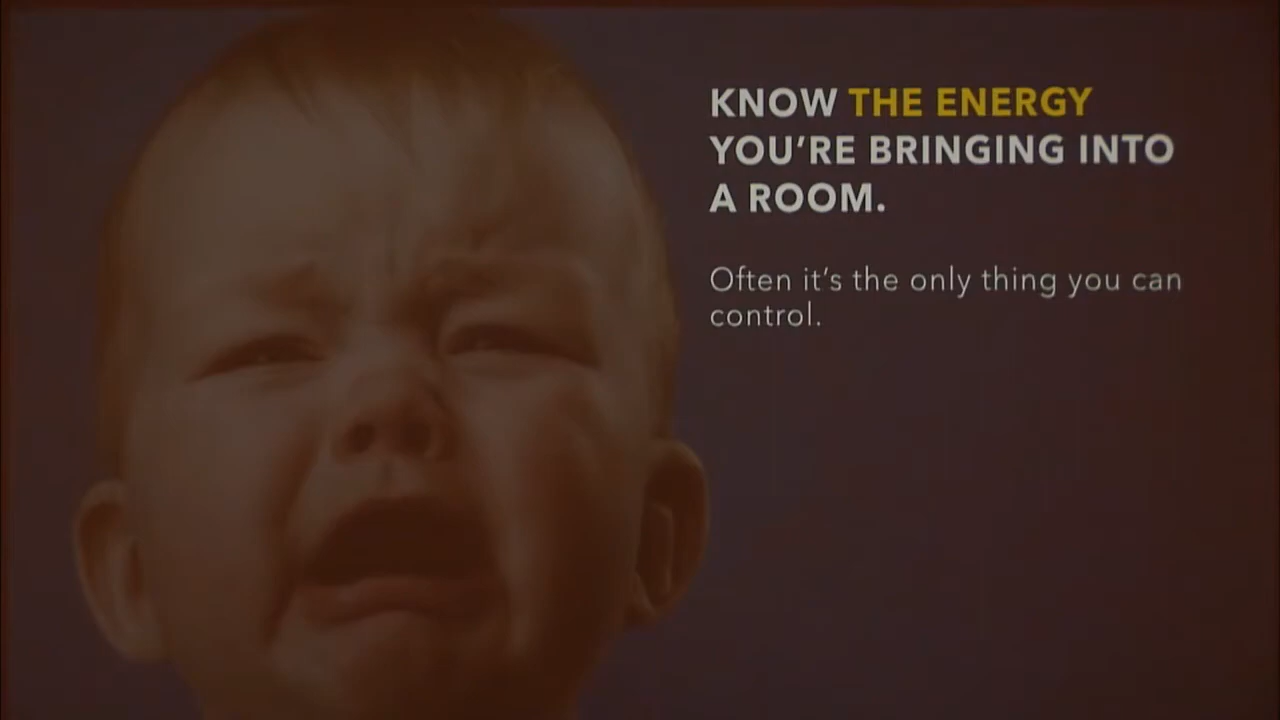 KNOW THE ENERGY
YOU’RE BRINGING INTO
A ROOM.
Often it’s the only thing you can
control.